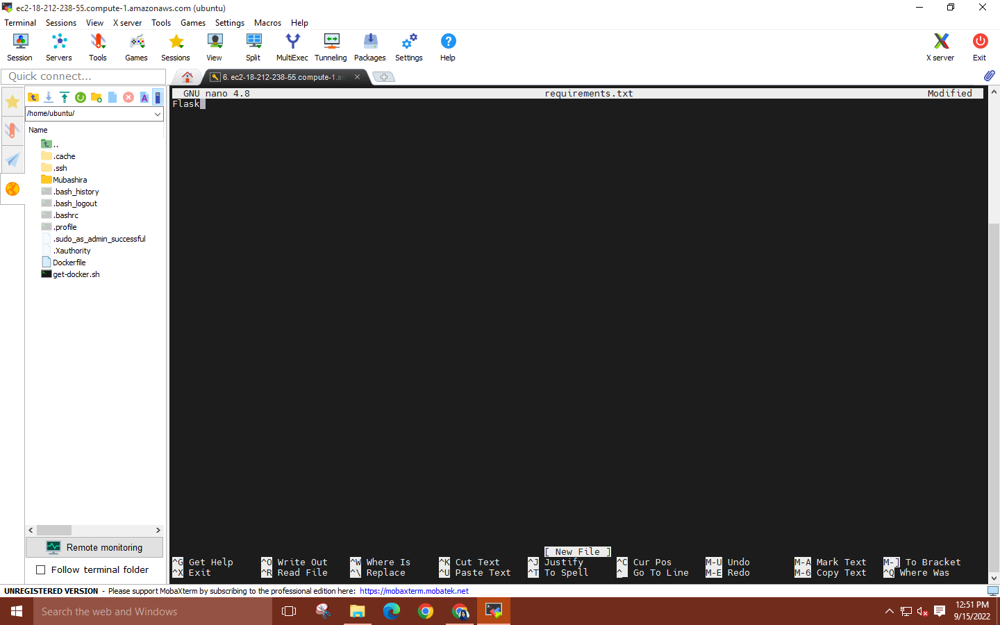 ec2-18-212-238-55.compute-1.amazonaws.com (ubuntu)
Terminal Sessions View X server Tools Games Settings Macros Help
Session Servers Tools Games Sessions View Split MultiExec Tunneling Packages Settings Help X server Exit
Quick connect...
6. ec2-18-212-238-55.compute-1.am
GNU nano 4.8 requirements.txt Modified
Flask
/home/ubuntu/
Name
..
.cache
.ssh
Mubashira
.bash_history
.bash_logout
.bashrc
.profile
.sudo_as_admin_successful
.Xauthority
Dockerfile
get-docker.sh
Remote monitoring
Follow terminal folder
[ New File ]
^G Get Help ^O Write Out ^W Where Is ^K Cut Text ^J Justify ^C Cur Pos M-U Undo M-A Mark Text M-] To Bracket
^X Exit ^R Read File ^\ Replace ^U Paste Text ^T To Spell ^_ Go To Line M-E Redo M-6 Copy Text ^Q Where Was
UNREGISTERED VERSION - Please support MobaXterm by subscribing to the professional edition here: https://mobaxterm.mobatek.net
Search the web and Windows
12:51 PM
9/15/2022